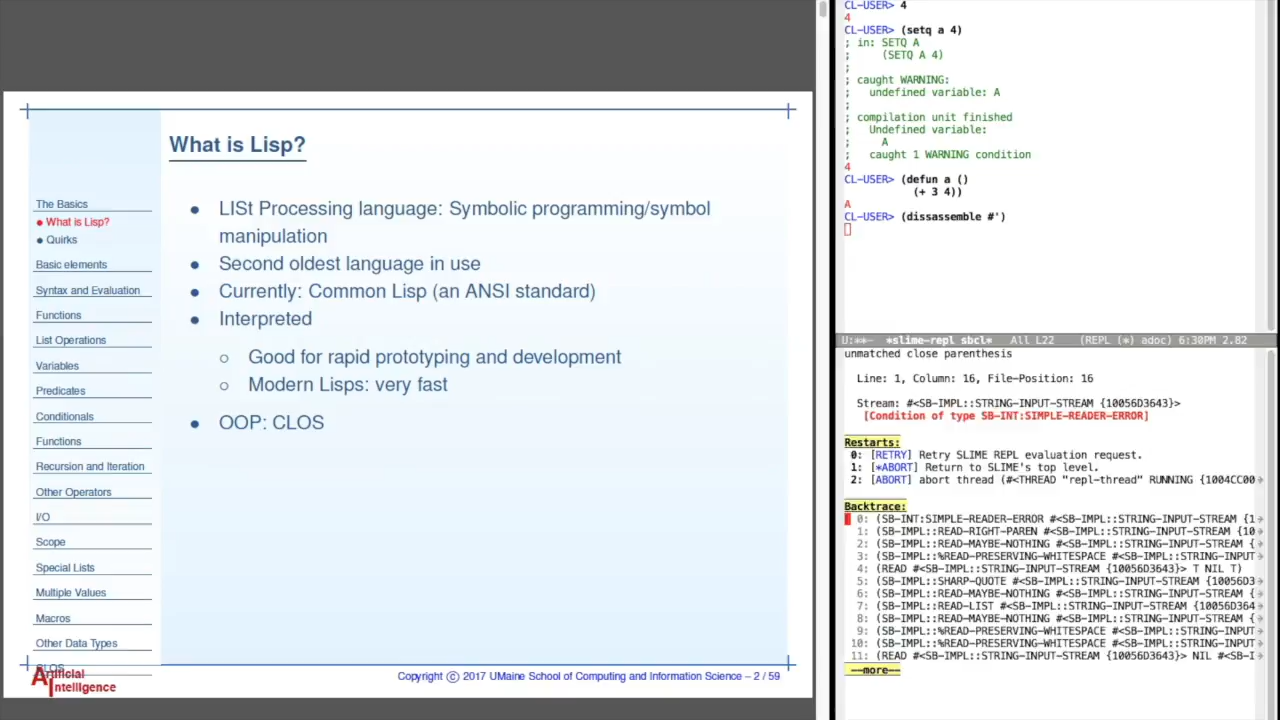 What is Lisp?
The Basics
● What is Lisp?
● Quirks
Basic elements
Syntax and Evaluation
Functions
List Operations
Variables
Predicates
Conditionals
Functions
Recursion and Iteration
Other Operators
I/O
Scope
Special Lists
Multiple Values
Macros
Other Data Types
CLOS
Artificial
Intelligence
● LISt Processing language: Symbolic programming/symbol
manipulation
● Second oldest language in use
● Currently: Common Lisp (an ANSI standard)
● Interpreted
○ Good for rapid prototyping and development
○ Modern Lisps: very fast
● OOP: CLOS
Copyright © 2017 UMaine School of Computing and Information Science – 2 / 59
CL-USER> 4
4
CL-USER> (setq a 4)
; in: SETQ A
;     (SETQ A 4)
;
; caught WARNING:
;   undefined variable: A
;
; compilation unit finished
;   Undefined variable:
;     A
;   caught 1 WARNING condition
4
CL-USER> (defun a ()
(+ 3 4))
A
CL-USER> (dissassemble #')
U:**-  *slime-repl sbcl*   All L22    (REPL (*) adoc) 6:30PM 2.82
unmatched close parenthesis
Line: 1, Column: 16, File-Position: 16
Stream: #<SB-IMPL::STRING-INPUT-STREAM {10056D3643}>
[Condition of type SB-INT:SIMPLE-READER-ERROR]
Restarts:
0: [RETRY] Retry SLIME REPL evaluation request.
1: [*ABORT] Return to SLIME's top level.
2: [ABORT] abort thread (#<THREAD "repl-thread" RUNNING {1004CC00
Backtrace:
0: (SB-INT:SIMPLE-READER-ERROR #<SB-IMPL::STRING-INPUT-STREAM {1
1: (SB-IMPL::READ-RIGHT-PAREN #<SB-IMPL::STRING-INPUT-STREAM {10
2: (SB-IMPL::READ-MAYBE-NOTHING #<SB-IMPL::STRING-INPUT-STREAM {
3: (SB-IMPL::%READ-PRESERVING-WHITESPACE #<SB-IMPL::STRING-INPUT
4: (READ #<SB-IMPL::STRING-INPUT-STREAM {10056D3643}> T NIL T)
5: (SB-IMPL::SHARP-QUOTE #<SB-IMPL::STRING-INPUT-STREAM {10056D3
6: (SB-IMPL::READ-MAYBE-NOTHING #<SB-IMPL::STRING-INPUT-STREAM {
7: (SB-IMPL::READ-LIST #<SB-IMPL::STRING-INPUT-STREAM {10056D364
8: (SB-IMPL::READ-MAYBE-NOTHING #<SB-IMPL::STRING-INPUT-STREAM {
9: (SB-IMPL::%READ-PRESERVING-WHITESPACE #<SB-IMPL::STRING-INPUT
10: (SB-IMPL::%READ-PRESERVING-WHITESPACE #<SB-IMPL::STRING-INPUT
11: (READ #<SB-IMPL::STRING-INPUT-STREAM {10056D3643}> NIL #<SB-I
--more--